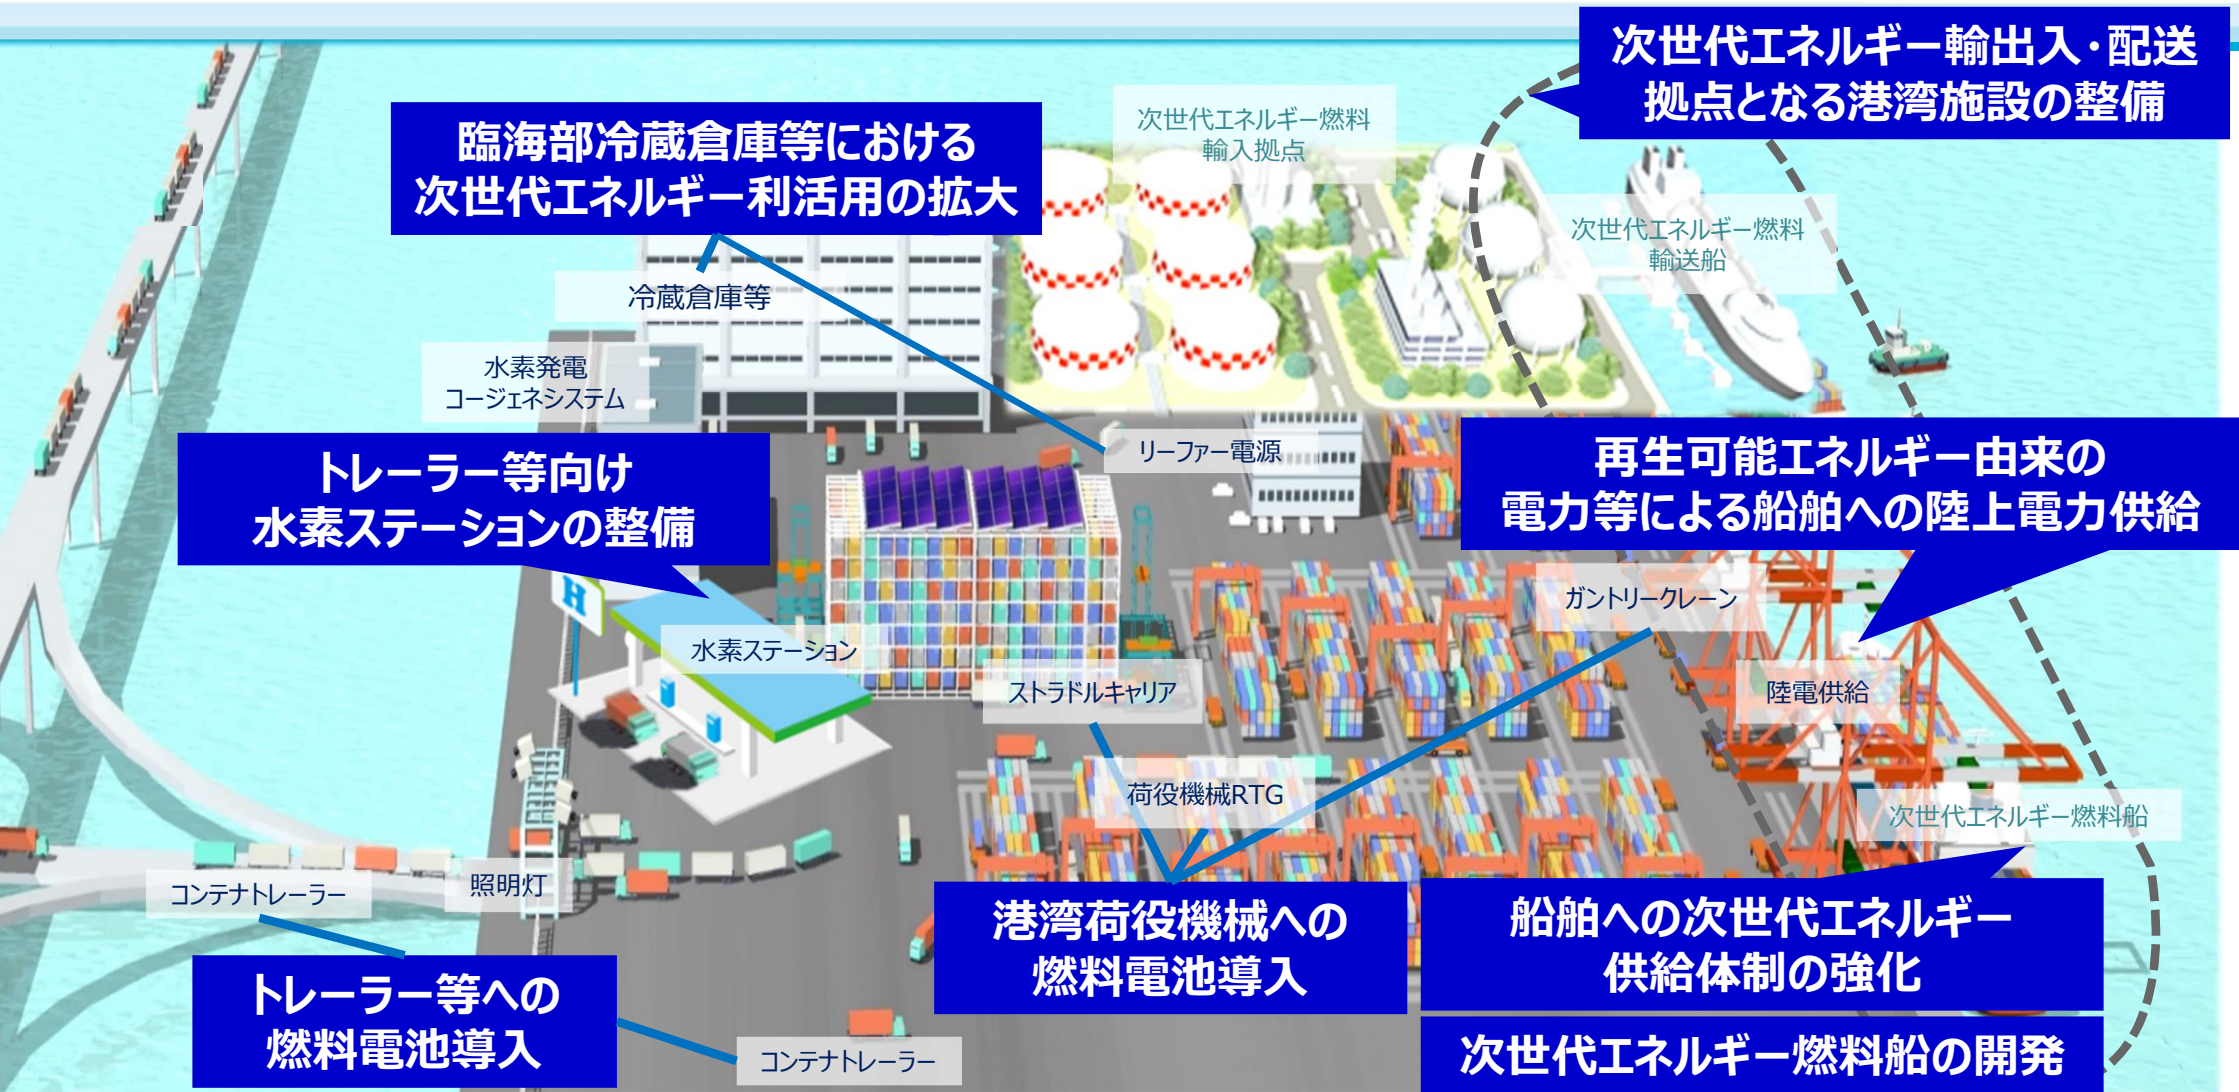 次世代エネルギー輸出入・配送
拠点となる港湾施設の整備
臨海部冷蔵倉庫等における
次世代エネルギー利活用の拡大
次世代エネルギー燃料
輸入拠点
次世代エネルギー燃料
輸送船
冷蔵倉庫等
水素発電
コージェネシステム
リーファー電源
トレーラー等向け
水素ステーションの整備
再生可能エネルギー由来の
電力等による船舶への陸上電力供給
H
水素ステーション
ガントリークレーン
ストラドルキャリア
陸電供給
荷役機械RTG
次世代エネルギー燃料船
コンテナトレーラー
照明灯
港湾荷役機械への
燃料電池導入
船舶への次世代エネルギー
供給体制の強化
トレーラー等への
燃料電池導入
コンテナトレーラー
次世代エネルギー燃料船の開発